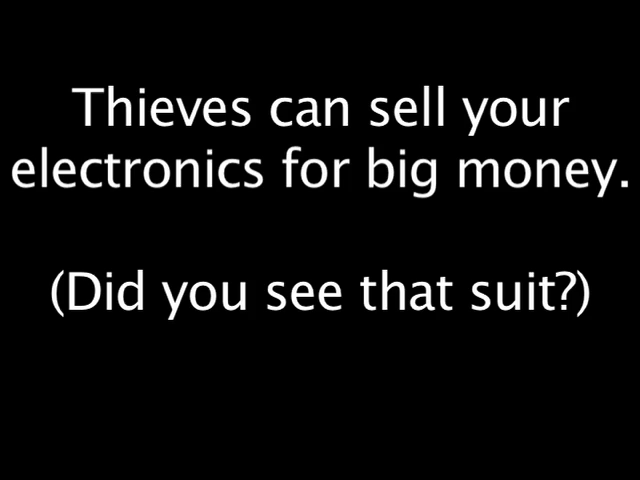 Thieves can sell your
electronics for big money.
(Did you see that suit?)